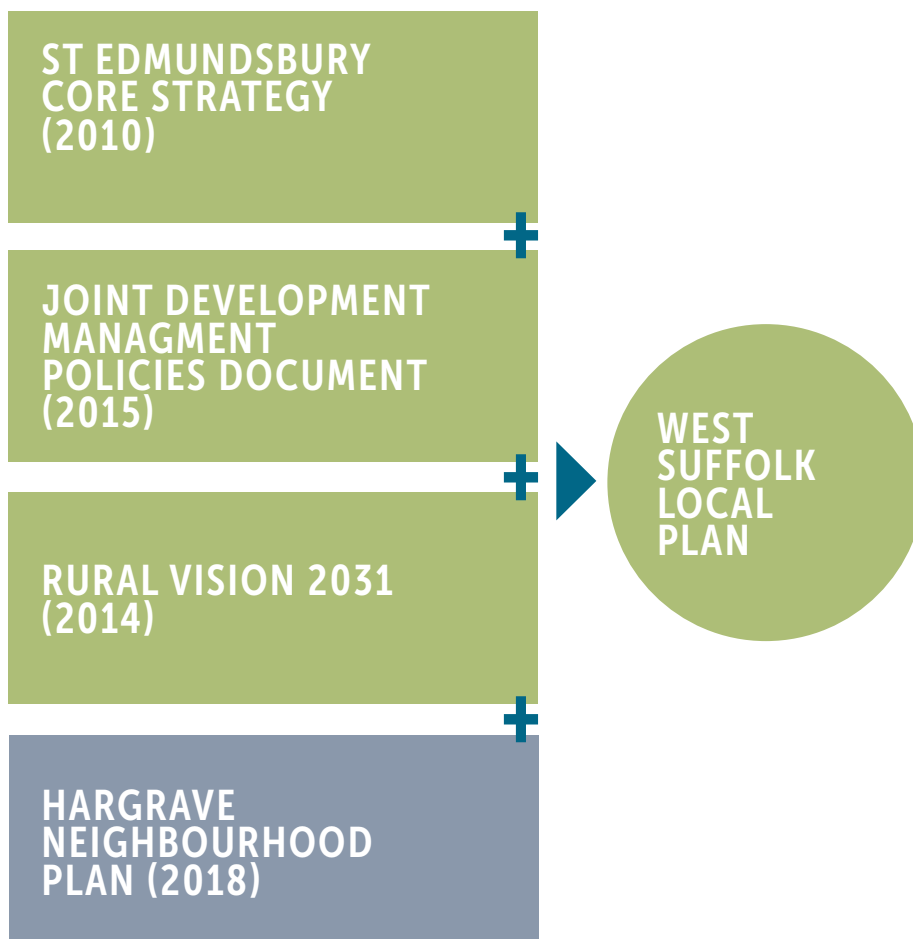 ST EDMUNDSBURY
CORE STRATEGY
(2010)
JOINT DEVELOPMENT
MANAGMENT
POLICIES DOCUMENT
(2015)
RURAL VISION 2031
(2014)
HARGRAVE
NEIGHBOURHOOD
PLAN (2018)
WEST
SUFFOLK
LOCAL
PLAN